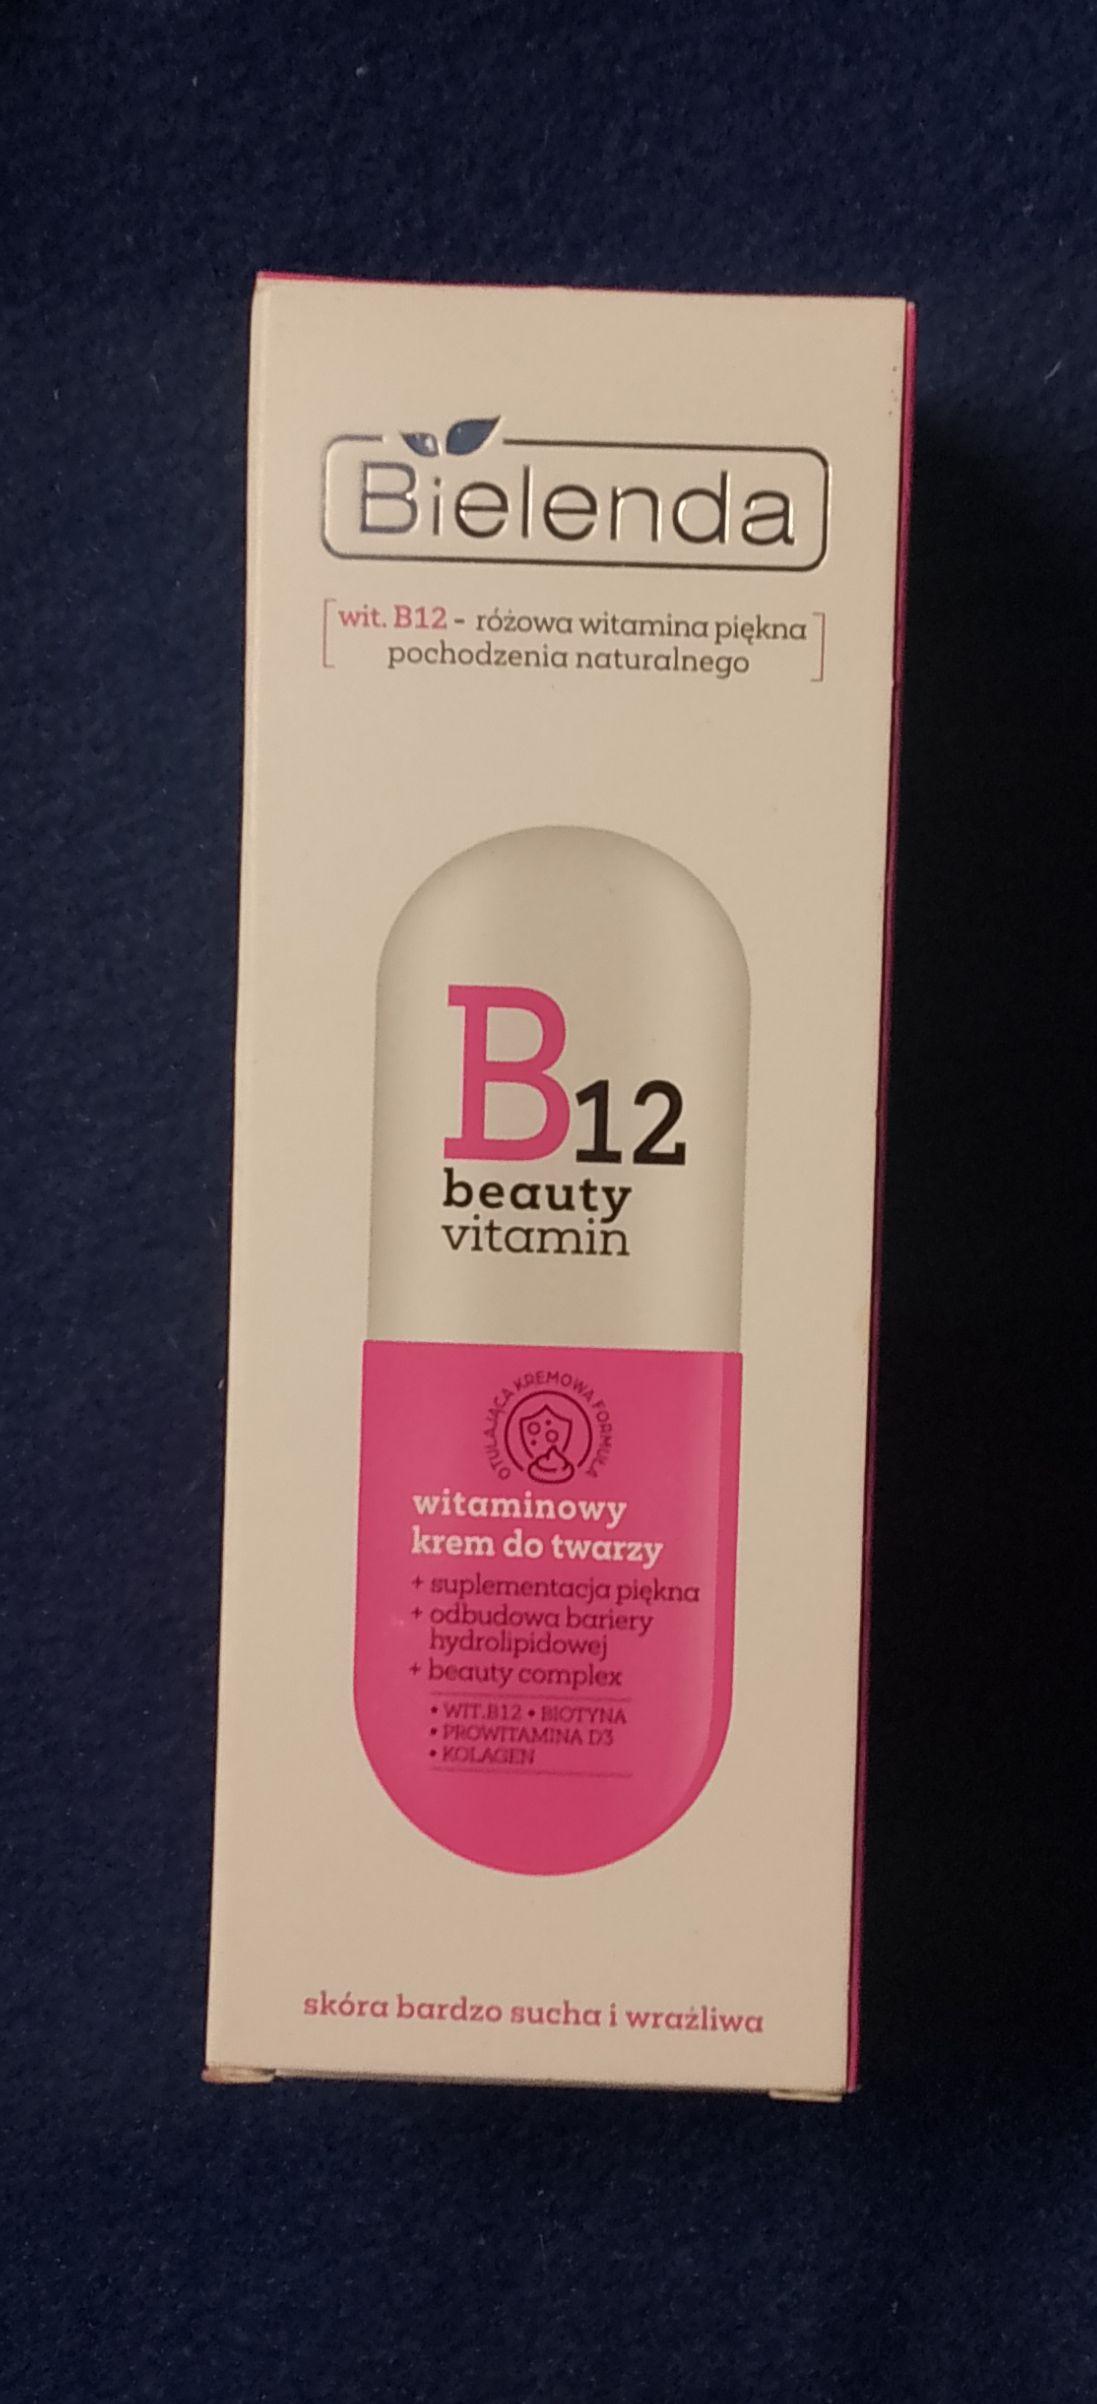 Bielenda
wit. B12 - różowa witamina piękna
pochodzenia naturalnego
B12
beauty
vitamin
OTULAJĄCA KREMOWA FORMUŁA
witaminowy
krem do twarzy
+ suplementacja piękna
+ odbudowa bariery
hydrolipidowej
+ beauty complex
• WIT.B12 • BIOTYNA
• PROWITAMINA D3
• KOLAGEN
skóra bardzo sucha i wrażliwa